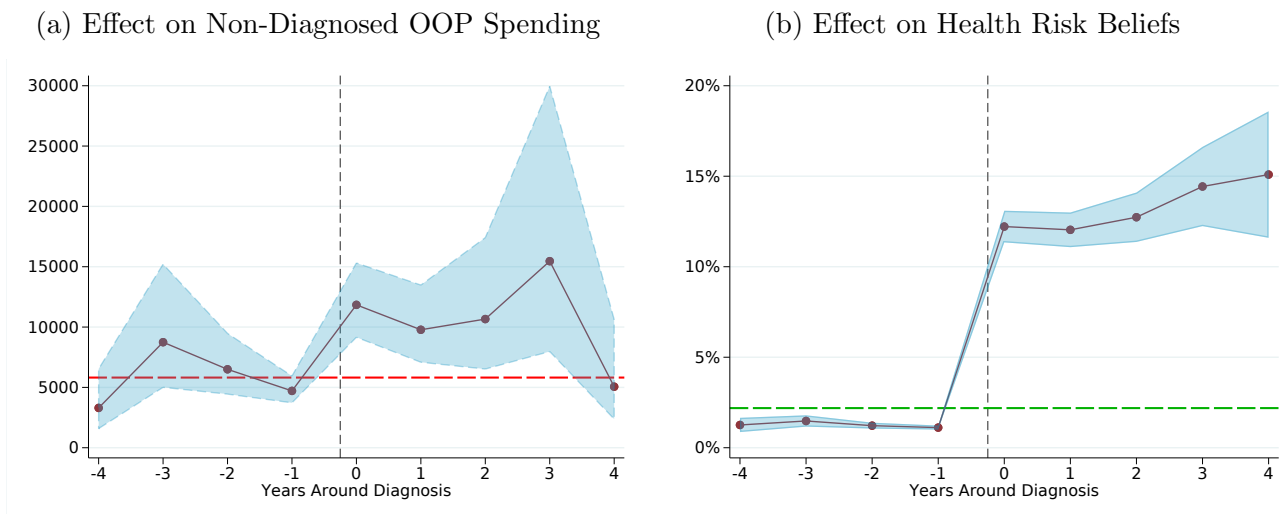 (a) Effect on Non-Diagnosed OOP Spending
30000
25000
20000
15000
10000
5000
0
-4 -3 -2 -1 0 1 2 3 4
Years Around Diagnosis
(b) Effect on Health Risk Beliefs
20%
15%
10%
5%
0%
-4 -3 -2 -1 0 1 2 3 4
Years Around Diagnosis